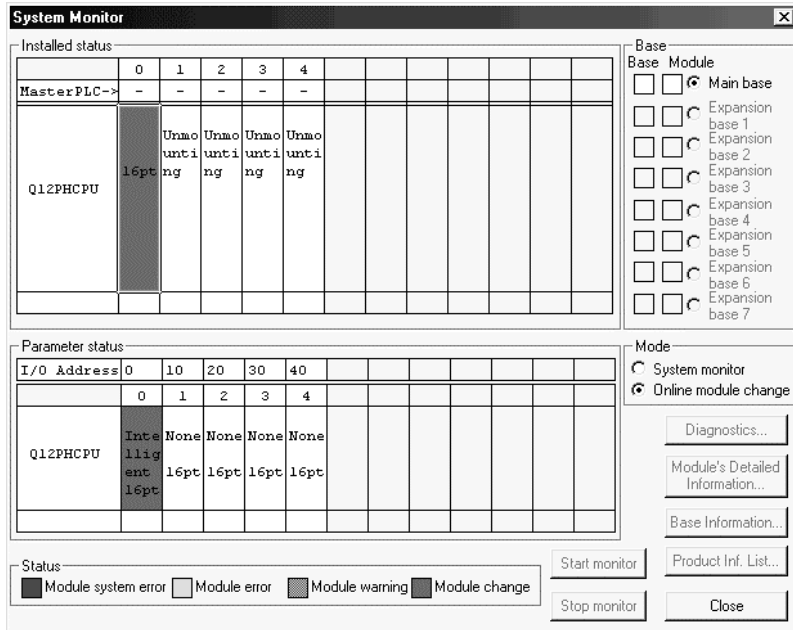 System Monitor
Installed status
0 1 2 3 4
MasterPLC-> - - - - -
Q12PHCPU
16pt
Unmo unti ng
Unmo unti ng
Unmo unti ng
Unmo unti ng
Base
Base Module
Main base
Expansion base 1
Expansion base 2
Expansion base 3
Expansion base 4
Expansion base 5
Expansion base 6
Expansion base 7
Parameter status
I/O Address 0 10 20 30 40
0 1 2 3 4
Q12PHCPU
Inte llig ent 16pt
None 16pt
None 16pt
None 16pt
None 16pt
Mode
System monitor
Online module change
Diagnostics...
Module's Detailed
Information...
Base Information...
Product Inf. List...
Close
Status
Module system error Module error Module warning Module change
Start monitor
Stop monitor